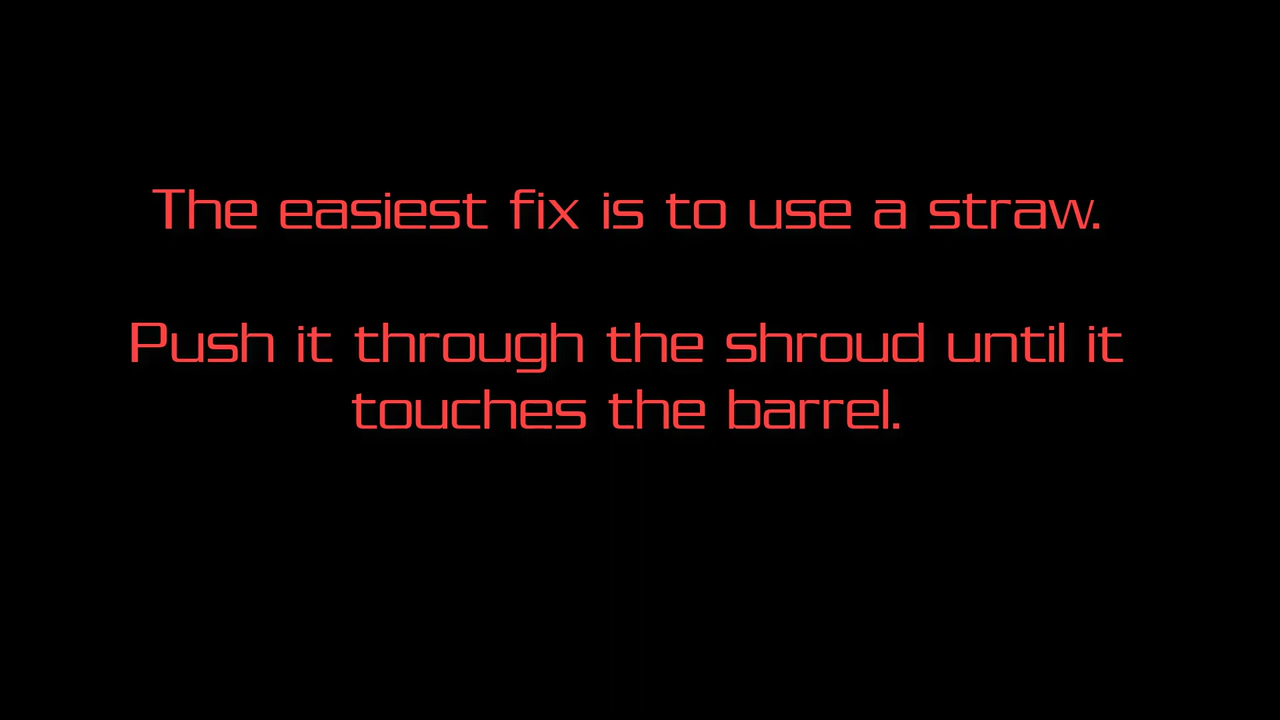 The easiest fix is to use a straw.
Push it through the shroud until it
touches the barrel.